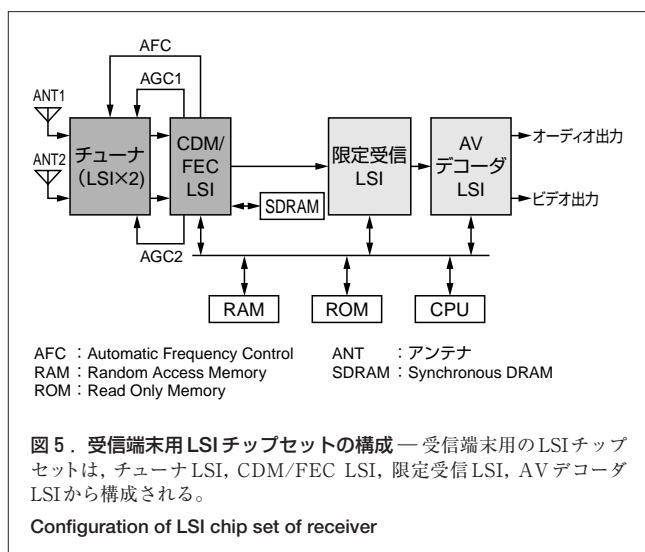 AFC
AGC1
ANT1
ANT2
チューナ
（LSI×2）
CDM/
FEC
LSI
限定受信
LSI
AV
デコーダ
LSI
オーディオ出力
ビデオ出力
SDRAM
AGC2
RAM
ROM
CPU
AFC ：Automatic Frequency Control
ANT ：アンテナ
RAM ：Random Access Memory
SDRAM ：Synchronous DRAM
ROM ：Read Only Memory
図5．受信端末用LSIチップセットの構成 — 受信端末用のLSIチップ
セットは，チューナLSI，CDM/FEC LSI，限定受信LSI，AVデコーダ
LSIから構成される。
Configuration of LSI chip set of receiver